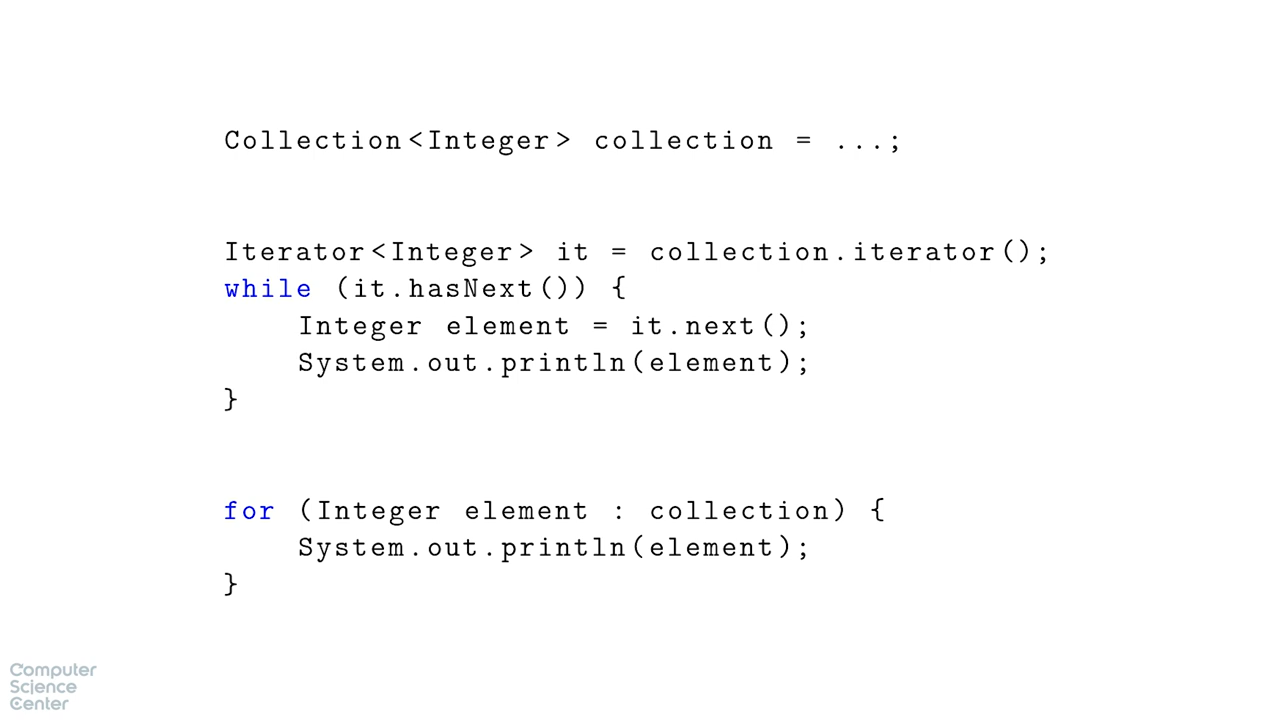 Collection<Integer> collection = ...;
Iterator<Integer> it = collection.iterator();
while (it.hasNext()) {
    Integer element = it.next();
    System.out.println(element);
}
for (Integer element : collection) {
    System.out.println(element);
}
Computer
Science
Center